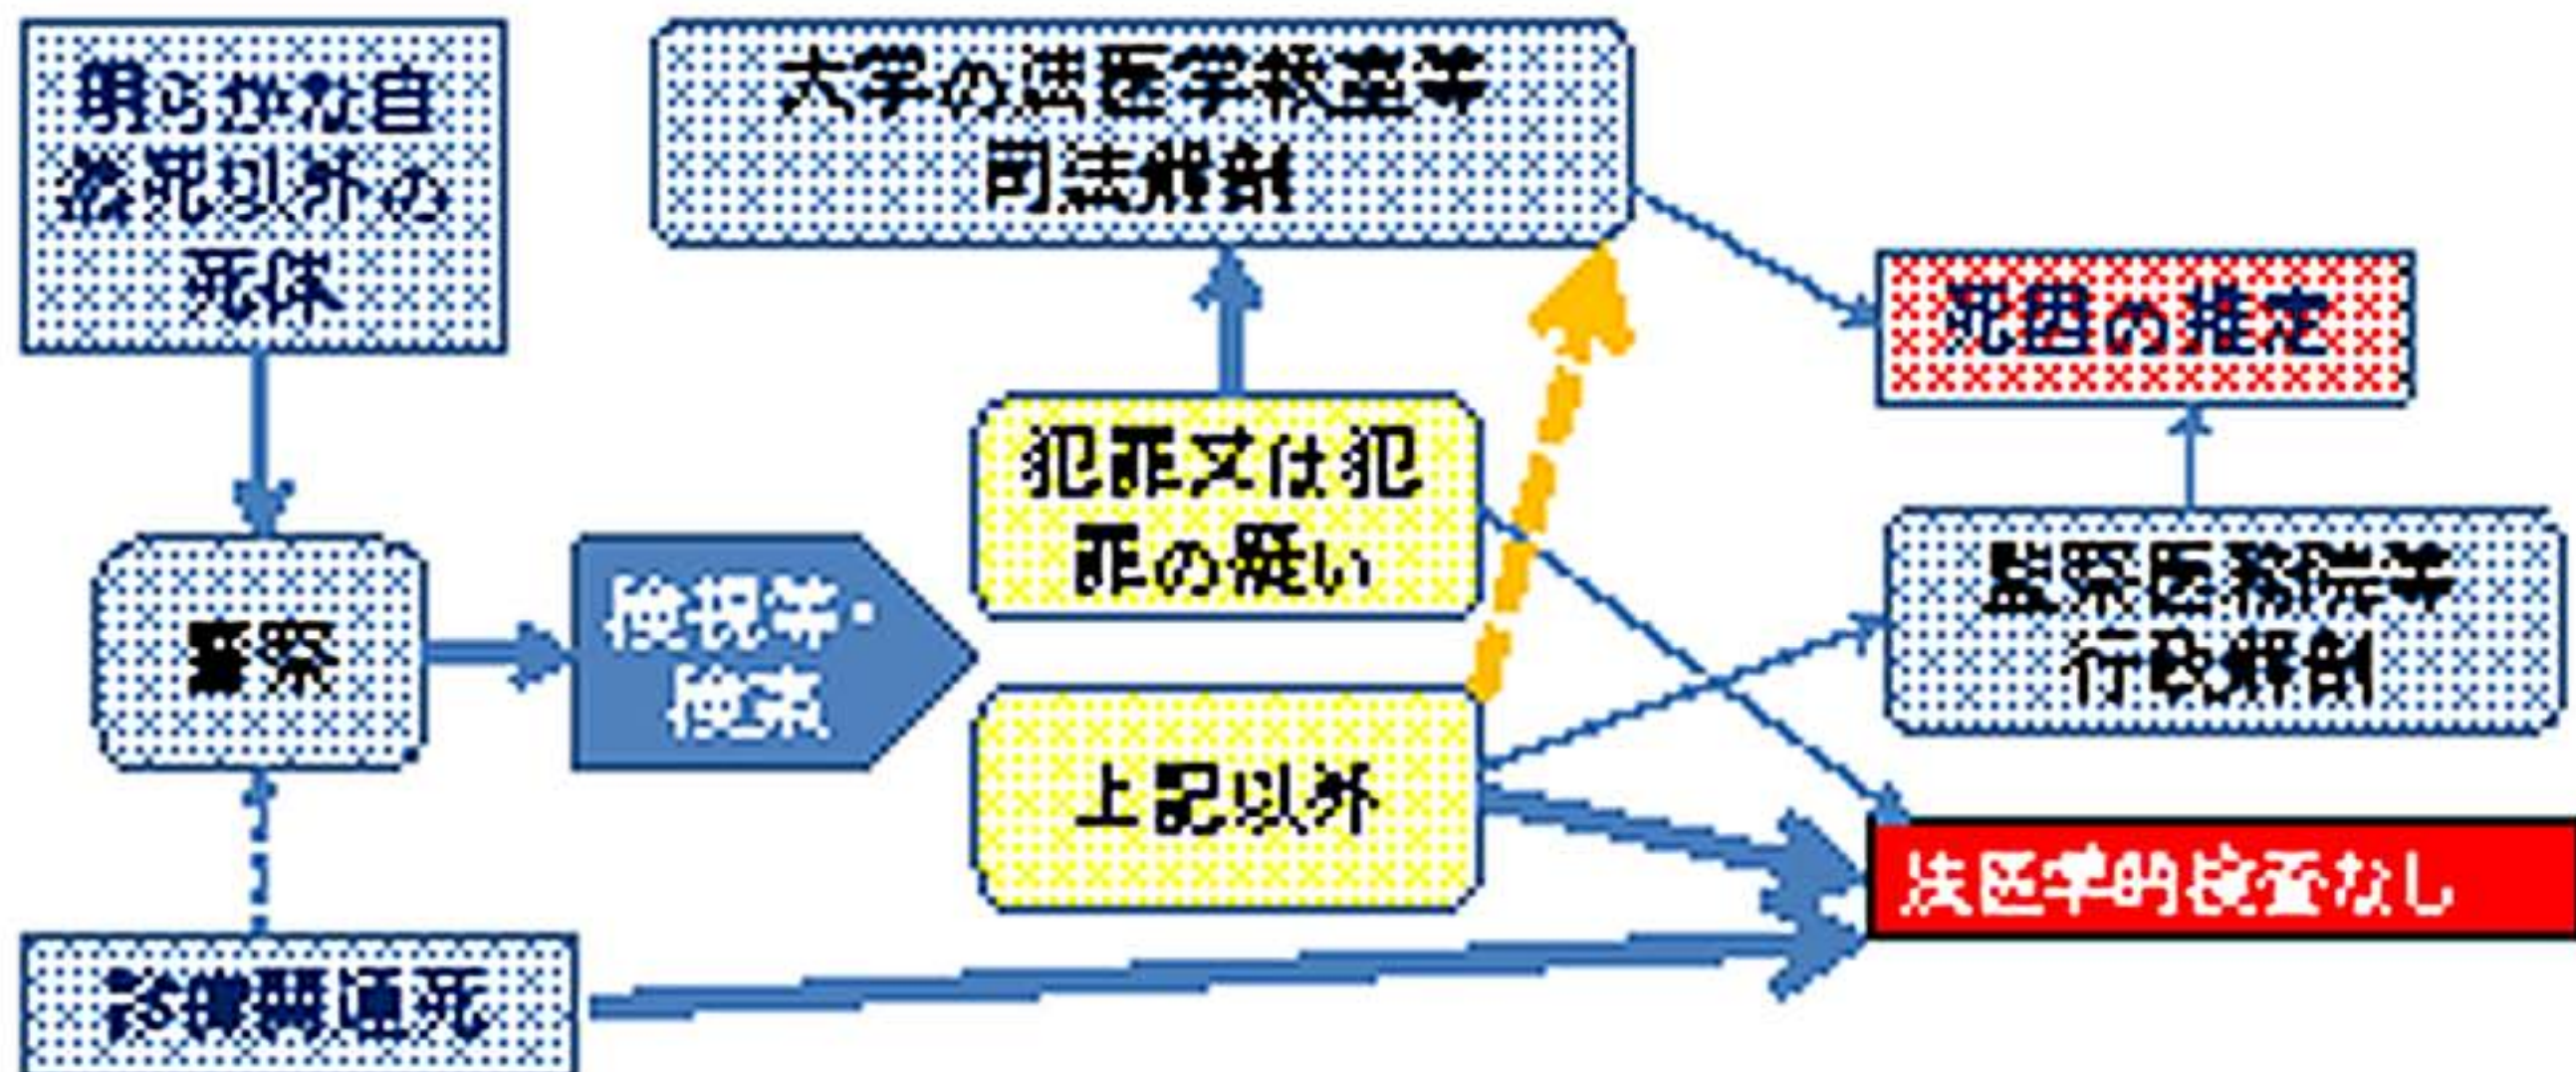 明らかな自
然死以外の
死体
大学の法医学教室等
司法解剖
死因の推定
犯罪又は犯
罪の疑い
警察
検視等・
検案
監察医務院等
行政解剖
上記以外
法医学的検査なし
診療関連死